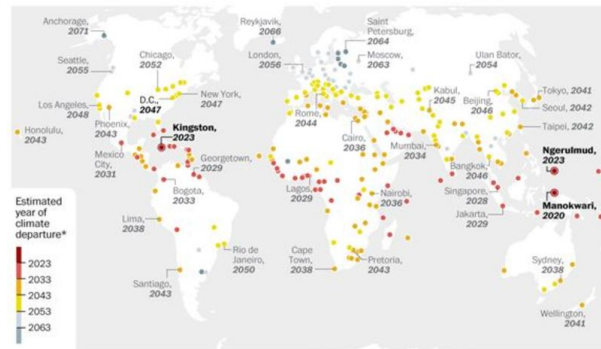 Anchorage,
2071
Reykjavik,
2066
Saint
Petersburg,
2064
Seattle,
2055
Chicago,
2052
London,
2056
Moscow,
2063
Ulan Bator,
2054
Los Angeles,
2048
D.C.,
2047
New York,
2047
Rome,
2044
Kabul,
2045
Beijing,
2046
Tokyo, 2041
Seoul, 2042
Honolulu,
2043
Phoenix,
2043
Kingston,
2023
Cairo,
2036
Mumbai,
2034
Taipei, 2042
Mexico
City,
2031
Georgetown,
2029
Bangkok,
2046
Ngerulmud,
2023
Bogota,
2033
Lagos,
2029
Nairobi,
2036
Singapore,
2028
Manokwari,
2020
Jakarta,
2029
Lima,
2038
Rio de
Janeiro,
2050
Cape
Town,
2038
Pretoria,
2043
Sydney,
2038
Santiago,
2043
Wellington,
2041
Estimated
year of
climate
departure*
2023
2033
2043
2053
2063